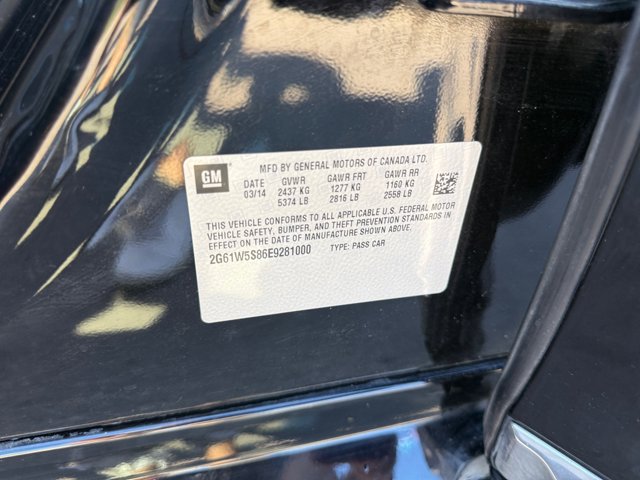 GM
MFD BY GENERAL MOTORS OF CANADA LTD.
DATE GVWR GAWR FRT GAWR RR
03/14 2437 KG 1277 KG 1160 KG
5374 LB 2816 LB 2558 LB
THIS VEHICLE CONFORMS TO ALL APPLICABLE U.S. FEDERAL MOTOR
VEHICLE SAFETY, BUMPER, AND THEFT PREVENTION STANDARDS IN
EFFECT ON THE DATE OF MANUFACTURE SHOWN ABOVE.
2G61W5S86E9281000 TYPE: PASS CAR